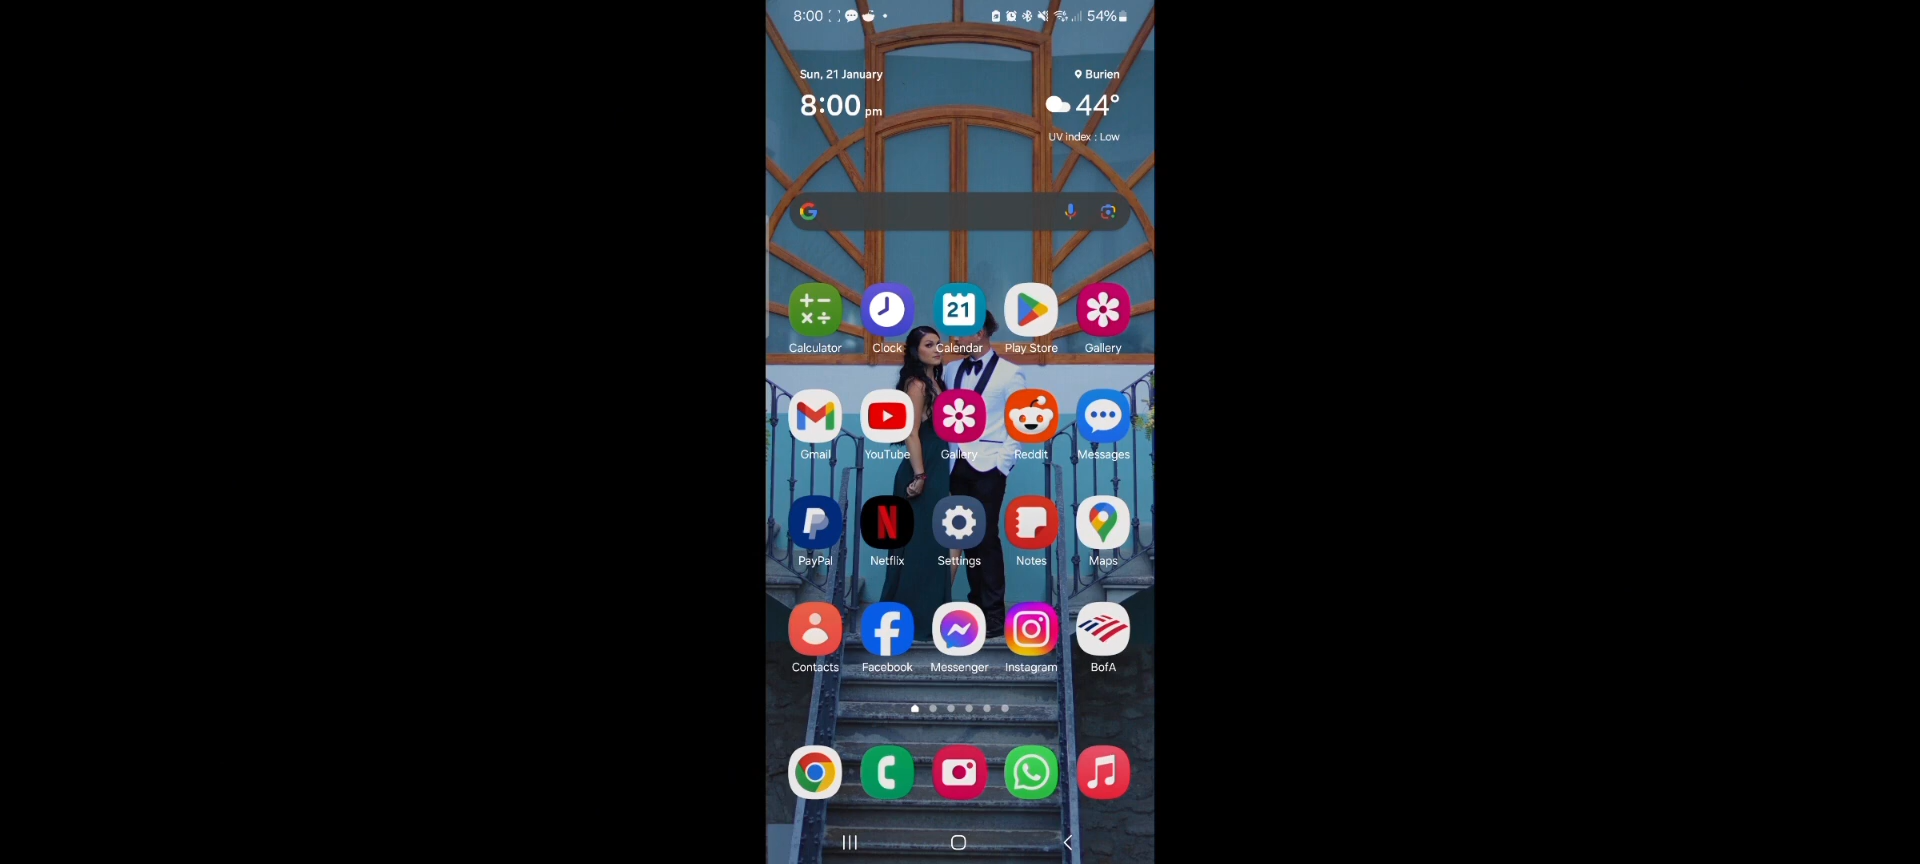 8:00 54%
Sun, 21 January
Burien
8:00 pm
44°
UV index : Low
Calculator Clock Calendar Play Store Gallery
21
Gmail YouTube Gallery Reddit Messages
PayPal Netflix Settings Notes Maps
Contacts Facebook Messenger Instagram BofA